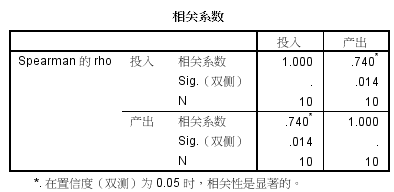 相关系数
投入 产出
Spearman 的 rho 投入 相关系数 1.000 .740*
Sig.（双侧） . .014
N 10 10
产出 相关系数 .740* 1.000
Sig.（双侧） .014 .
N 10 10
*. 在置信度（双测）为 0.05 时，相关性是显著的。